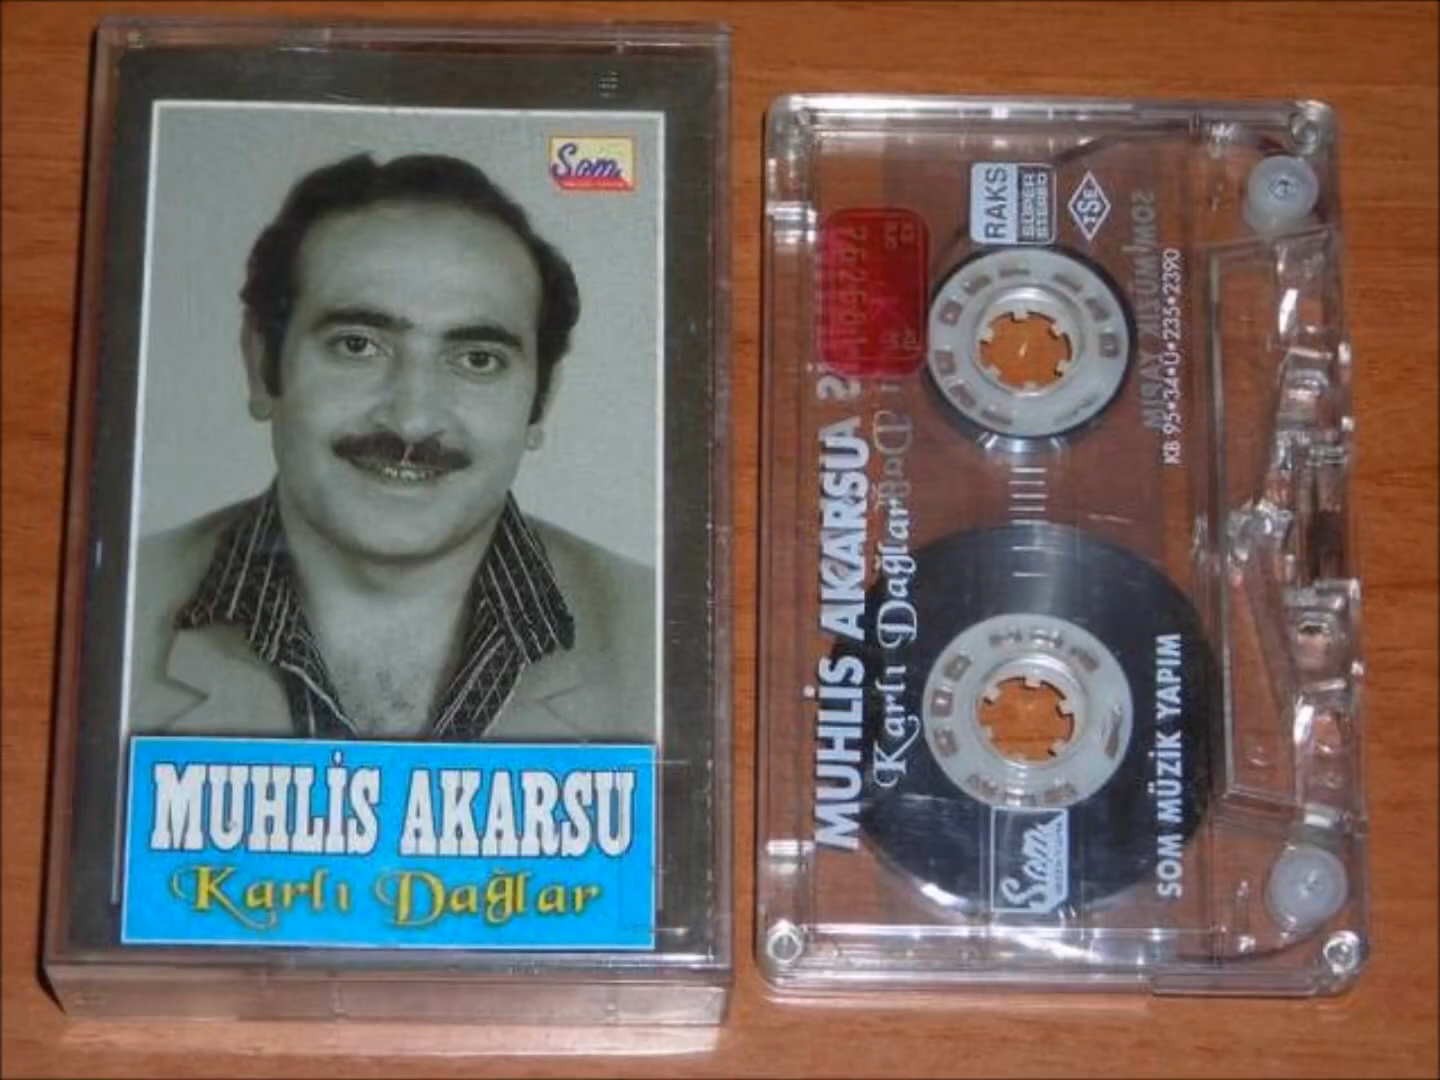 Som
MUHLİS AKARSU
Karlı Dağlar
RAKS
SUPER
STEREO
TSE
KB 95•34•Ü•235•2390
MUHLİS AKARSU
Karlı Dağlar
SOM MÜZİK YAPIM
Som